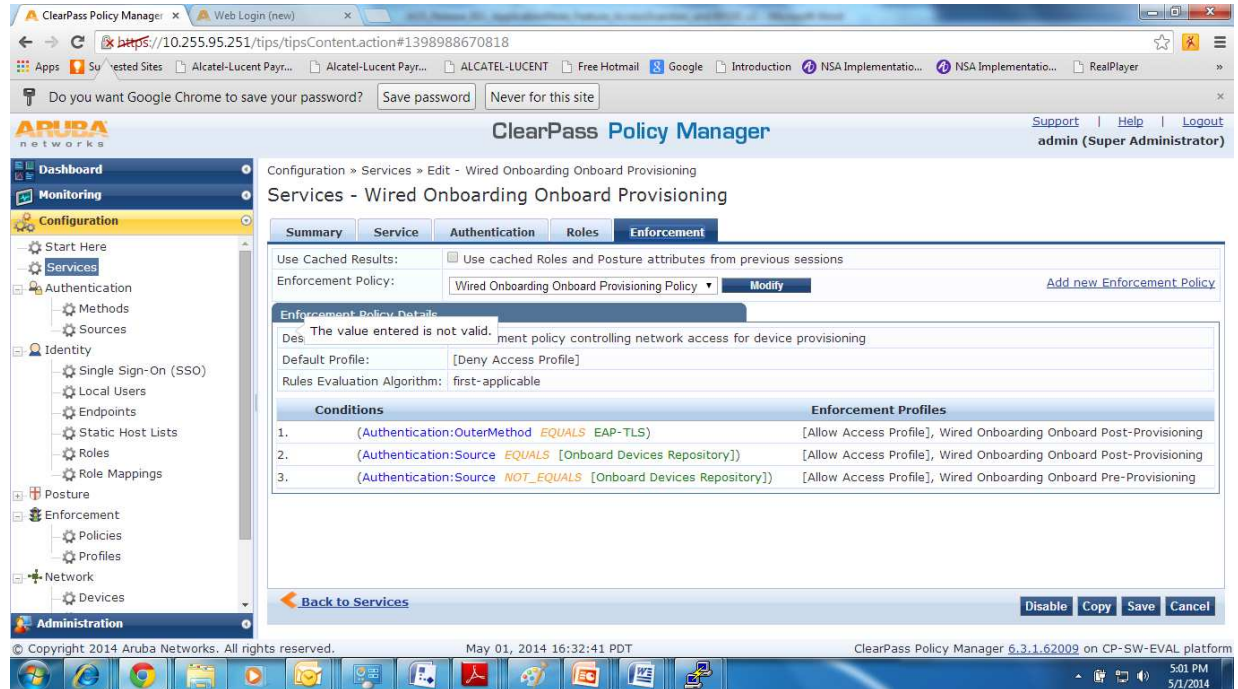 ClearPass Policy Manager
Web Login (new)
https://10.255.95.251/tips/tipsContent.action#1398988670818
Apps
Alcatel-Lucent Payr...
Alcatel-Lucent Payr...
ALCATEL-LUCENT
Free Hotmail
Google
Introduction
NSA Implementatio...
NSA Implementatio...
RealPlayer
»
Do you want Google Chrome to save your password? Save password Never for this site
ARUBA
networks
ClearPass Policy Manager
Support | Help | Logout
admin (Super Administrator)
Dashboard
Monitoring
Configuration
Start Here
Services
Authentication
Methods
Sources
Identity
Single Sign-On (SSO)
Local Users
Endpoints
Static Host Lists
Roles
Role Mappings
Posture
Enforcement
Policies
Profiles
Network
Devices
Administration
Configuration » Services » Edit - Wired Onboarding Onboard Provisioning
Services - Wired Onboarding Onboard Provisioning
Summary Service Authentication Roles Enforcement
Use Cached Results: Use cached Roles and Posture attributes from previous sessions
Enforcement Policy: Wired Onboarding Onboard Provisioning Policy Modify Add new Enforcement Policy
Enforcement Policy Details
The value entered is not valid.
policy controlling network access for device provisioning
Default Profile: [Deny Access Profile]
Rules Evaluation Algorithm: first-applicable
Conditions Enforcement Profiles
1. (Authentication:OuterMethod EQUALS EAP-TLS) [Allow Access Profile], Wired Onboarding Onboard Post-Provisioning
2. (Authentication:Source EQUALS [Onboard Devices Repository]) [Allow Access Profile], Wired Onboarding Onboard Post-Provisioning
3. (Authentication:Source NOT_EQUALS [Onboard Devices Repository]) [Allow Access Profile], Wired Onboarding Onboard Pre-Provisioning
Back to Services
Disable Copy Save Cancel
© Copyright 2014 Aruba Networks. All rights reserved. May 01, 2014 16:32:41 PDT ClearPass Policy Manager 6.3.1.62009 on CP-SW-EVAL platform
5:01 PM
5/1/2014